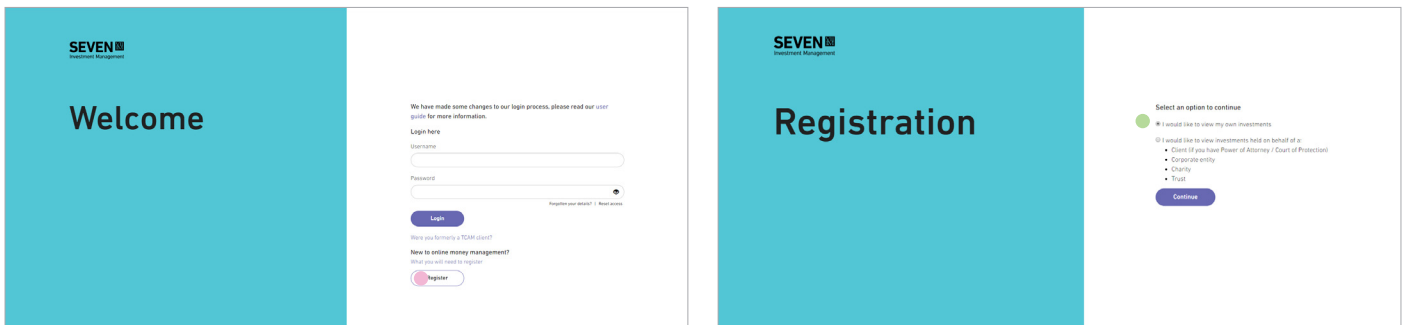 SEVEN
Investment Management
Welcome
We have made some changes to our login process, please read our user
guide for more information.
Login here
Username
Password
Forgotten your details? | Reset access
Login
Were you formerly a TCAM client?
New to online money management?
What you will need to register
Register
SEVEN
Investment Management
Registration
Select an option to continue
I would like to view my own investments
I would like to view investments held on behalf of a:
• Client (if you have Power of Attorney / Court of Protection)
• Corporate entity
• Charity
• Trust
Continue